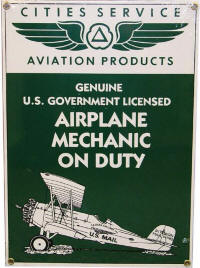 CITIES SERVICE
AVIATION PRODUCTS
GENUINE
U.S. GOVERNMENT LICENSED
AIRPLANE
MECHANIC
ON DUTY
U.S. MAIL